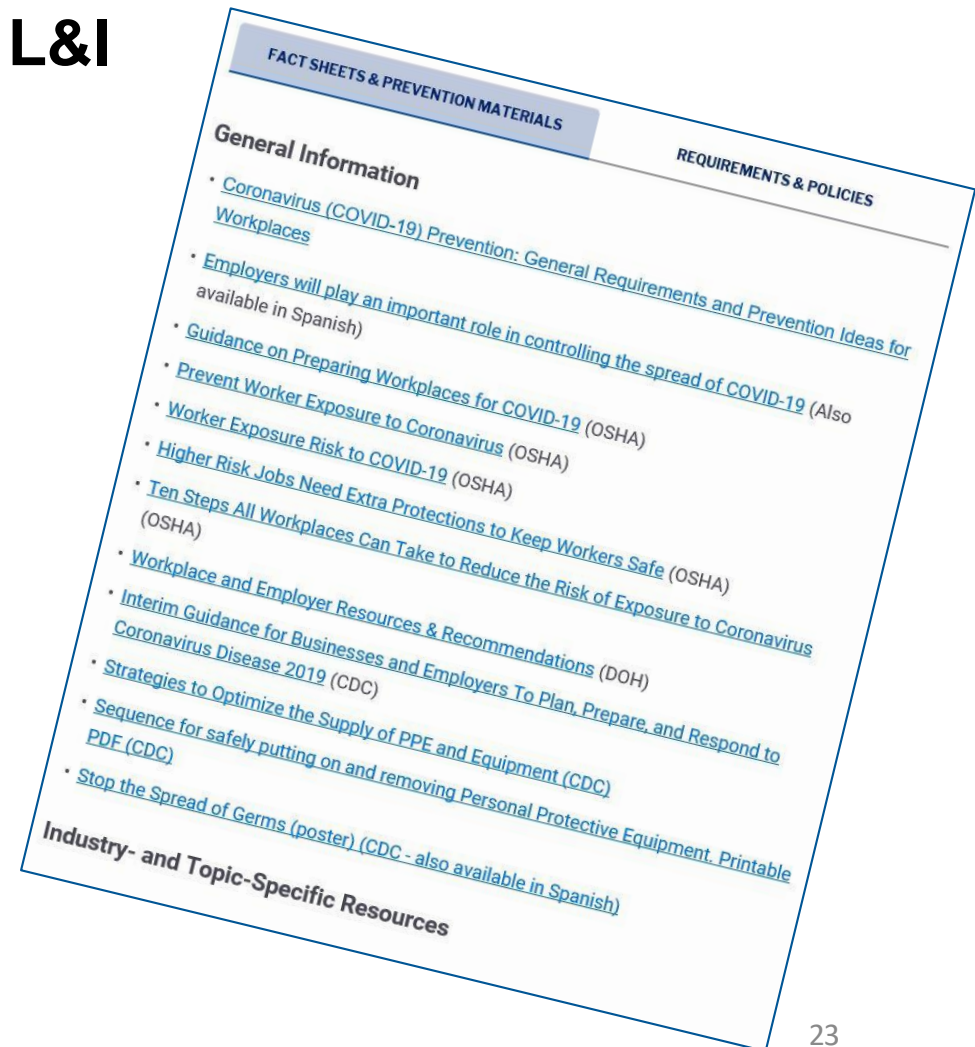 L&I
FACT SHEETS & PREVENTION MATERIALS
REQUIREMENTS & POLICIES
General Information
• Coronavirus (COVID-19) Prevention: General Requirements and Prevention Ideas for
Workplaces
• Employers will play an important role in controlling the spread of COVID-19 (Also
available in Spanish)
• Guidance on Preparing Workplaces for COVID-19 (OSHA)
• Prevent Worker Exposure to Coronavirus (OSHA)
• Worker Exposure Risk to COVID-19 (OSHA)
• Higher Risk Jobs Need Extra Protections to Keep Workers Safe (OSHA)
• Ten Steps All Workplaces Can Take to Reduce the Risk of Exposure to Coronavirus
(OSHA)
• Workplace and Employer Resources & Recommendations (DOH)
• Interim Guidance for Businesses and Employers To Plan, Prepare, and Respond to
Coronavirus Disease 2019 (CDC)
• Strategies to Optimize the Supply of PPE and Equipment (CDC)
• Sequence for safely putting on and removing Personal Protective Equipment. Printable
PDF (CDC)
• Stop the Spread of Germs (poster) (CDC - also available in Spanish)
Industry- and Topic-Specific Resources
23